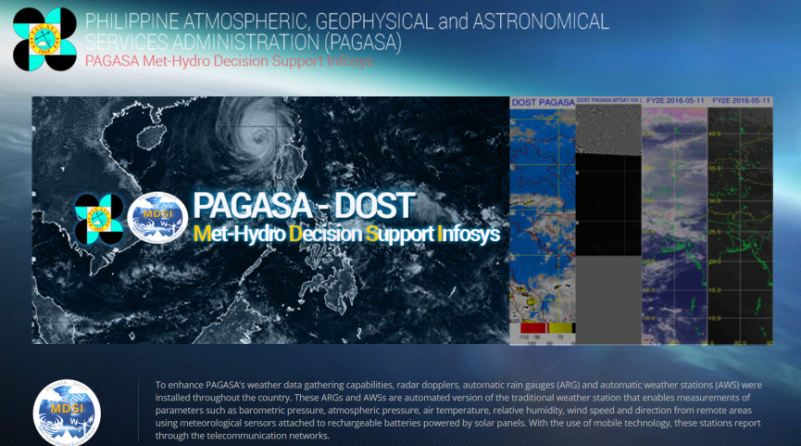 PHILIPPINE ATMOSPHERIC, GEOPHYSICAL and ASTRONOMICAL
SERVICES ADMINISTRATION (PAGASA)
PAGASA Met-Hydro Decision Support Infosys
DOST PAGASA
DOST PAGASA MTSAT VIS
FY2E 2016-05-11
FY2E 2016-05-11
MDSI
PAGASA - DOST
Met-Hydro Decision Support Infosys
MDSI
To enhance PAGASA's weather data gathering capabilities, radar dopplers, automatic rain gauges (ARG) and automatic weather stations (AWS) were
installed throughout the country. These ARGs and AWSs are automated version of the traditional weather station that enables measurements of
parameters such as barometric pressure, atmospheric pressure, air temperature, relative humidity, wind speed and direction from remote areas
using meteorological sensors attached to rechargeable batteries powered by solar panels. With the use of mobile technology, these stations report
through the telecommunication networks.